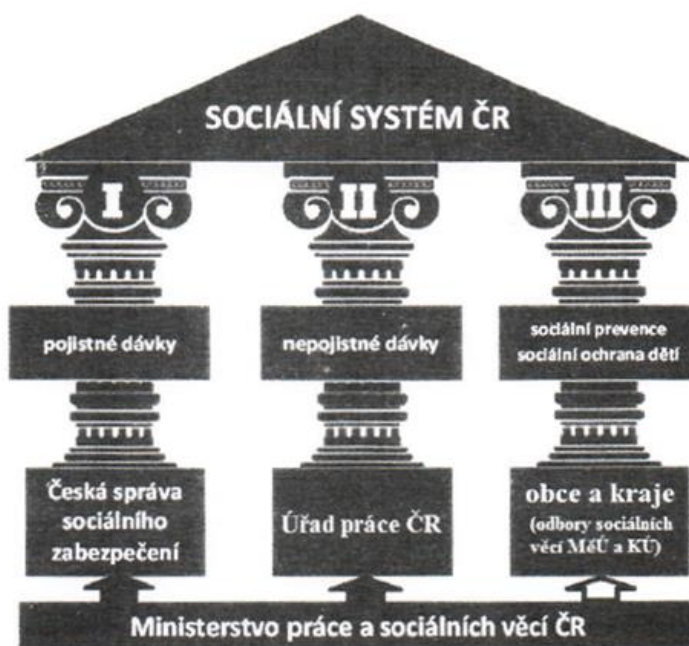 SOCIÁLNÍ SYSTÉM ČR
I
II
III
pojistné dávky
nepojistné dávky
sociální prevence
sociální ochrana dětí
Česká správa
sociálního
zabezpečení
Úřad práce ČR
obce a kraje
(odbory sociálních
věcí MěÚ a KÚ)
Ministerstvo práce a sociálních věcí ČR